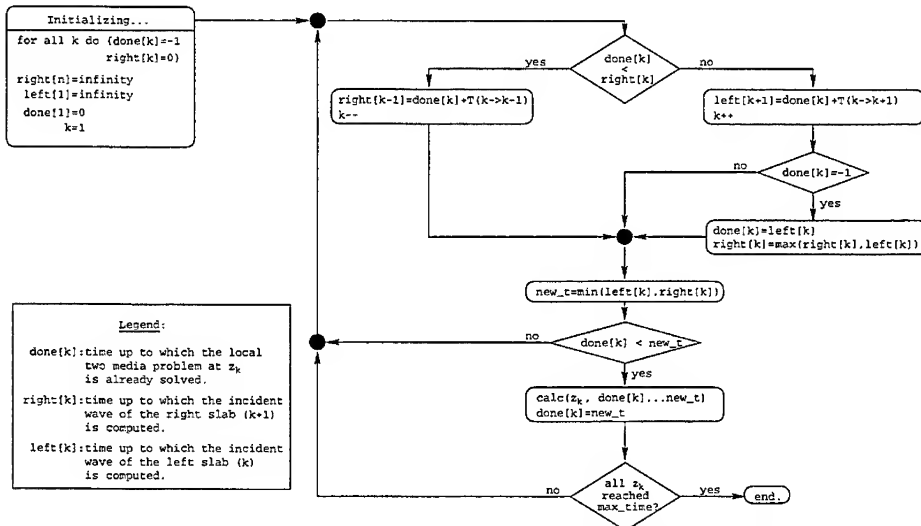 Initializing...
for all k do {done[k]=-1
right[k]=0}
right[n]=infinity
left[1]=infinity
done[1]=0
k=1
done[k]
<
right[k]
yes
no
right[k-1]=done[k]+T(k->k-1)
k--
left[k+1]=done[k]+T(k->k+1)
k++
done[k]=-1
no
yes
done[k]=left[k]
right[k]=max(right[k],left[k])
new_t=min(left[k],right[k])
done[k] < new_t
no
yes
calc(z_k, done[k]...new_t)
done[k]=new_t
all z_k
reached
max_time?
no
yes
end.
Legend:
done[k]:time up to which the local
two media problem at z_k
is already solved.
right[k]:time up to which the incident
wave of the right slab (k+1)
is computed.
left[k]:time up to which the incident
wave of the left slab (k)
is computed.